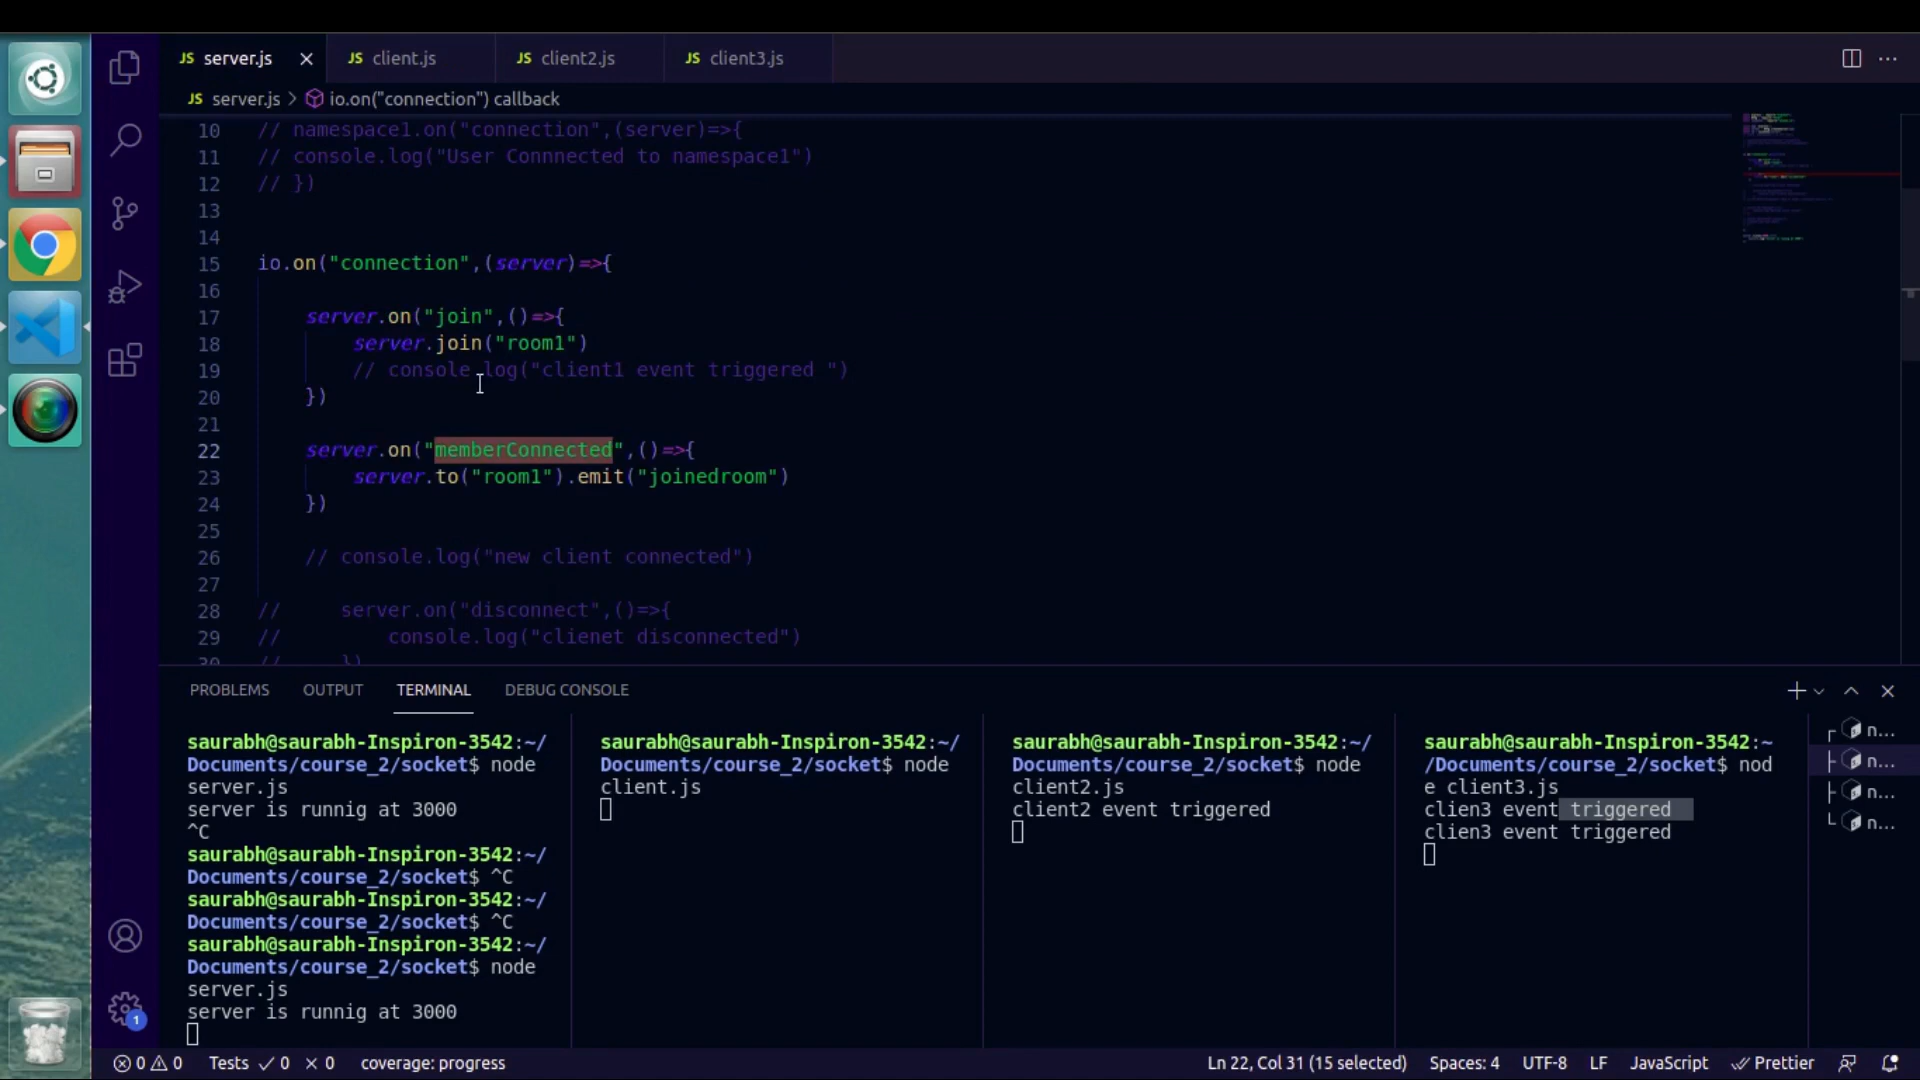 JS server.js
JS client.js
JS client2.js
JS client3.js
JS server.js > io.on("connection") callback
10 // namespace1.on("connection",(server)=>{
11 // console.log("User Connnected to namespace1")
12 // })
13
14
15 io.on("connection",(server)=>{
16
17 server.on("join",()=>{
18 server.join("room1")
19 // console.log("client1 event triggered ")
20 })
21
22 server.on("memberConnected",()=>{
23 server.to("room1").emit("joinedroom")
24 })
25
26 // console.log("new client connected")
27
28 // server.on("disconnect",()=>{
29 // console.log("clienet disconnected")
30 // })
PROBLEMS OUTPUT TERMINAL DEBUG CONSOLE
saurabh@saurabh-Inspiron-3542:~/
Documents/course_2/socket$ node
server.js
server is runnig at 3000
^C
saurabh@saurabh-Inspiron-3542:~/
Documents/course_2/socket$ ^C
saurabh@saurabh-Inspiron-3542:~/
Documents/course_2/socket$ ^C
saurabh@saurabh-Inspiron-3542:~/
Documents/course_2/socket$ node
server.js
server is runnig at 3000
saurabh@saurabh-Inspiron-3542:~/
Documents/course_2/socket$ node
client.js
saurabh@saurabh-Inspiron-3542:~/
Documents/course_2/socket$ node
client2.js
client2 event triggered
saurabh@saurabh-Inspiron-3542:~
/Documents/course_2/socket$ nod
e client3.js
clien3 event triggered
clien3 event triggered
n...
n...
n...
n...
1
0 0 Tests 0 0 coverage: progress
Ln 22, Col 31 (15 selected) Spaces: 4 UTF-8 LF JavaScript Prettier